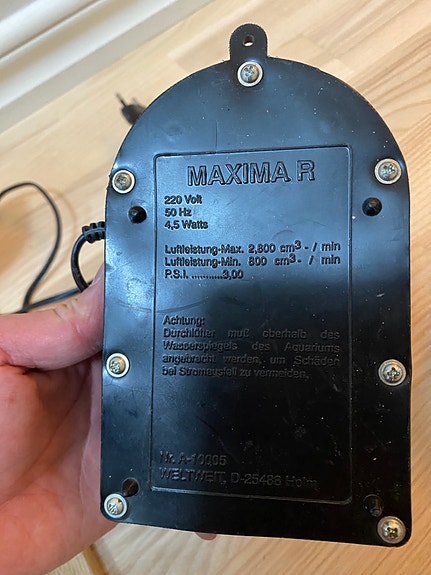 MAXIMA R
220 Volt
50 Hz
4,5 Watts
Luftleistung-Max. 2,800 cm³- / min
Luftleistung-Min. 800 cm³- / min
P.S.I. ...........3,00
Achtung:
Durchlüfter muß oberhalb des
Wasserspiegels des Aquariums
angebracht werden, um Schäden
bei Stromausfall zu vermeiden.
Nr. A-10005
WELTWEIT, D-25488 Holm